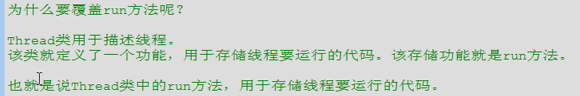 为什么要覆盖run方法呢？
Thread类用于描述线程。
该类就定义了一个功能，用于存储线程要运行的代码。该存储功能就是run方法。
也就是说Thread类中的run方法，用于存储线程要运行的代码。